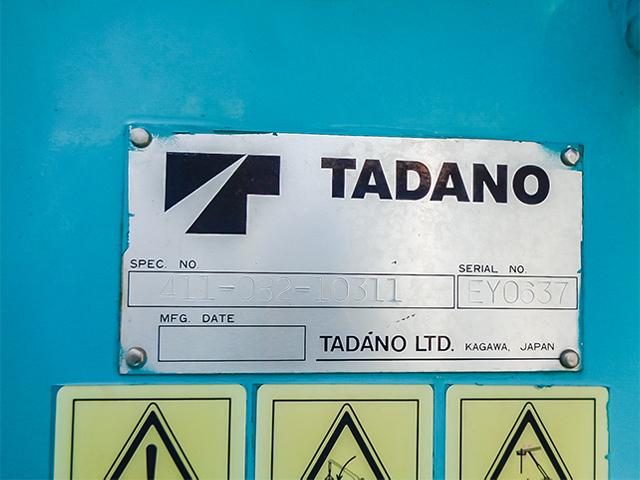 TADANO
SPEC. NO.
SERIAL NO.
411-032-10311
EY0637
MFG. DATE
TADANO LTD. KAGAWA, JAPAN